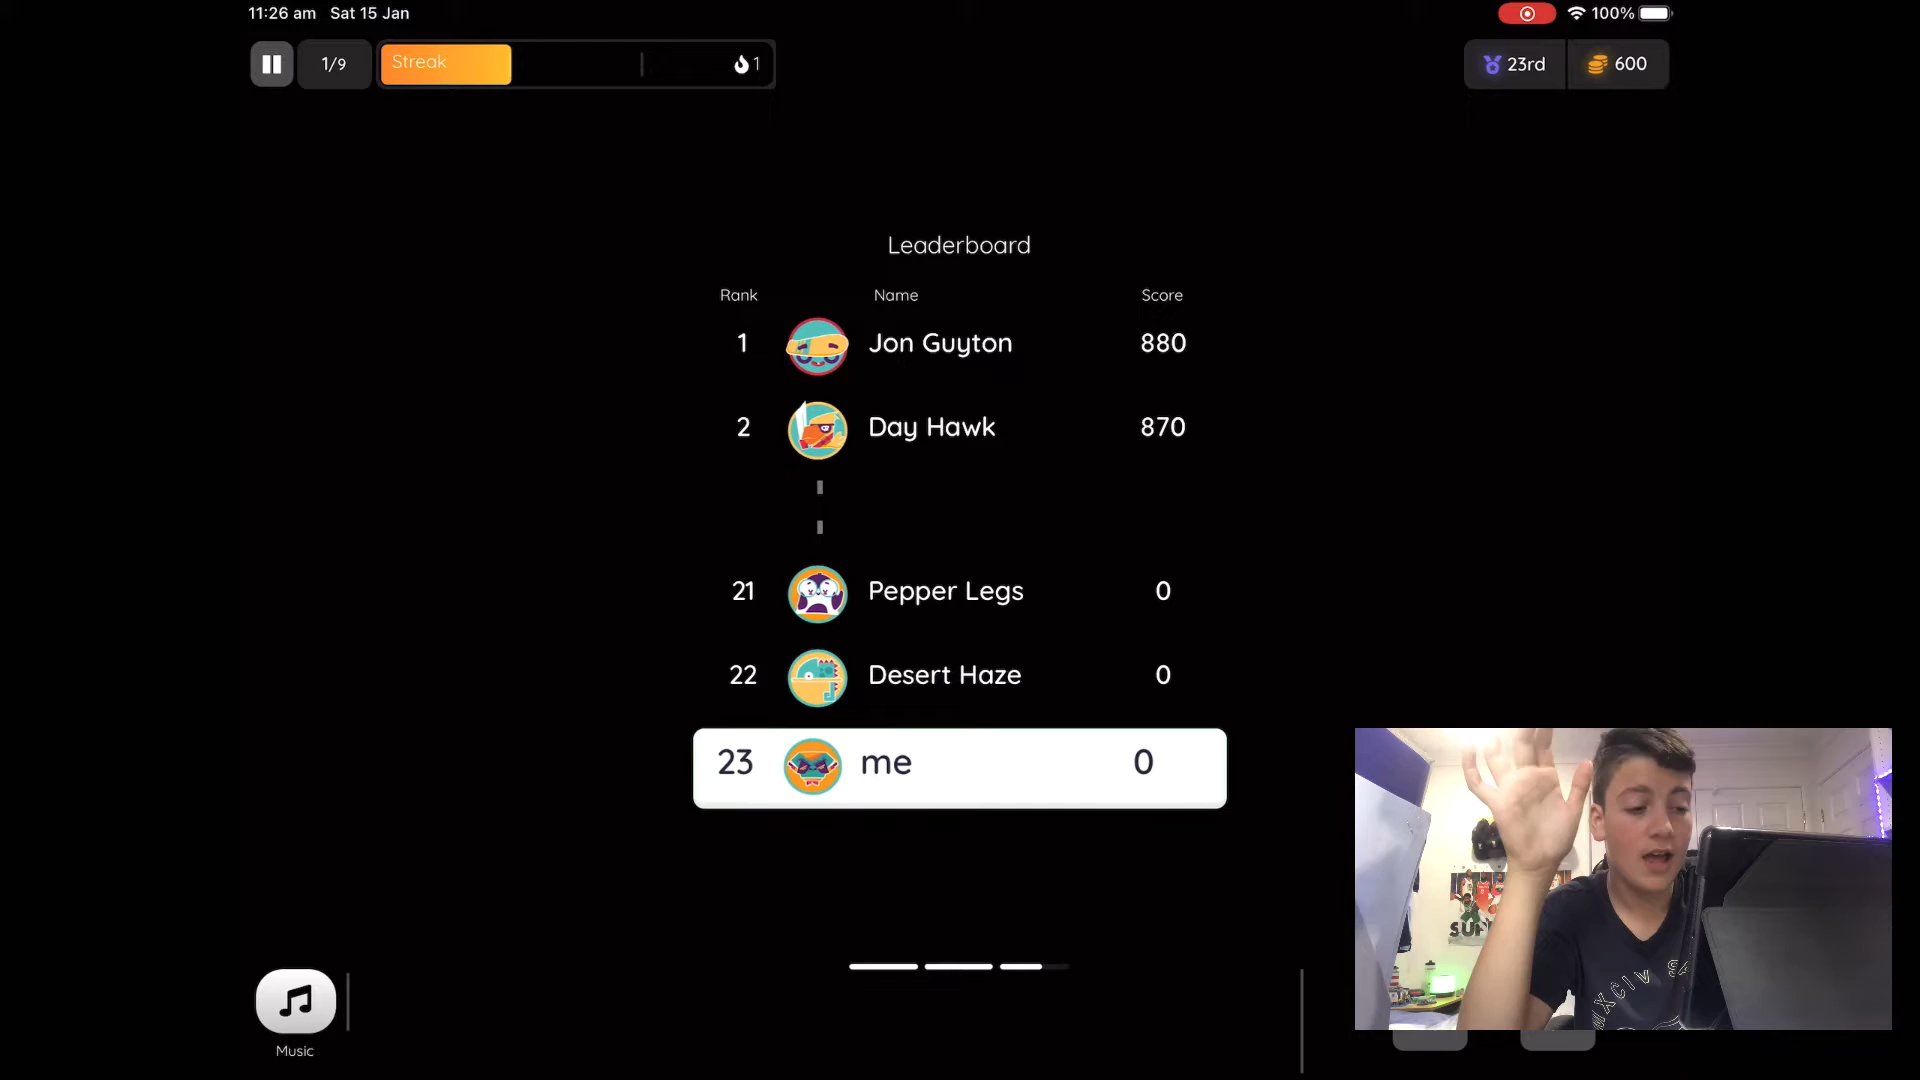 11:26 am Sat 15 Jan
100%
1/9
Streak
1
23rd
600
Leaderboard
Rank Name Score
1 Jon Guyton 880
2 Day Hawk 870
21 Pepper Legs 0
22 Desert Haze 0
23 me 0
Music